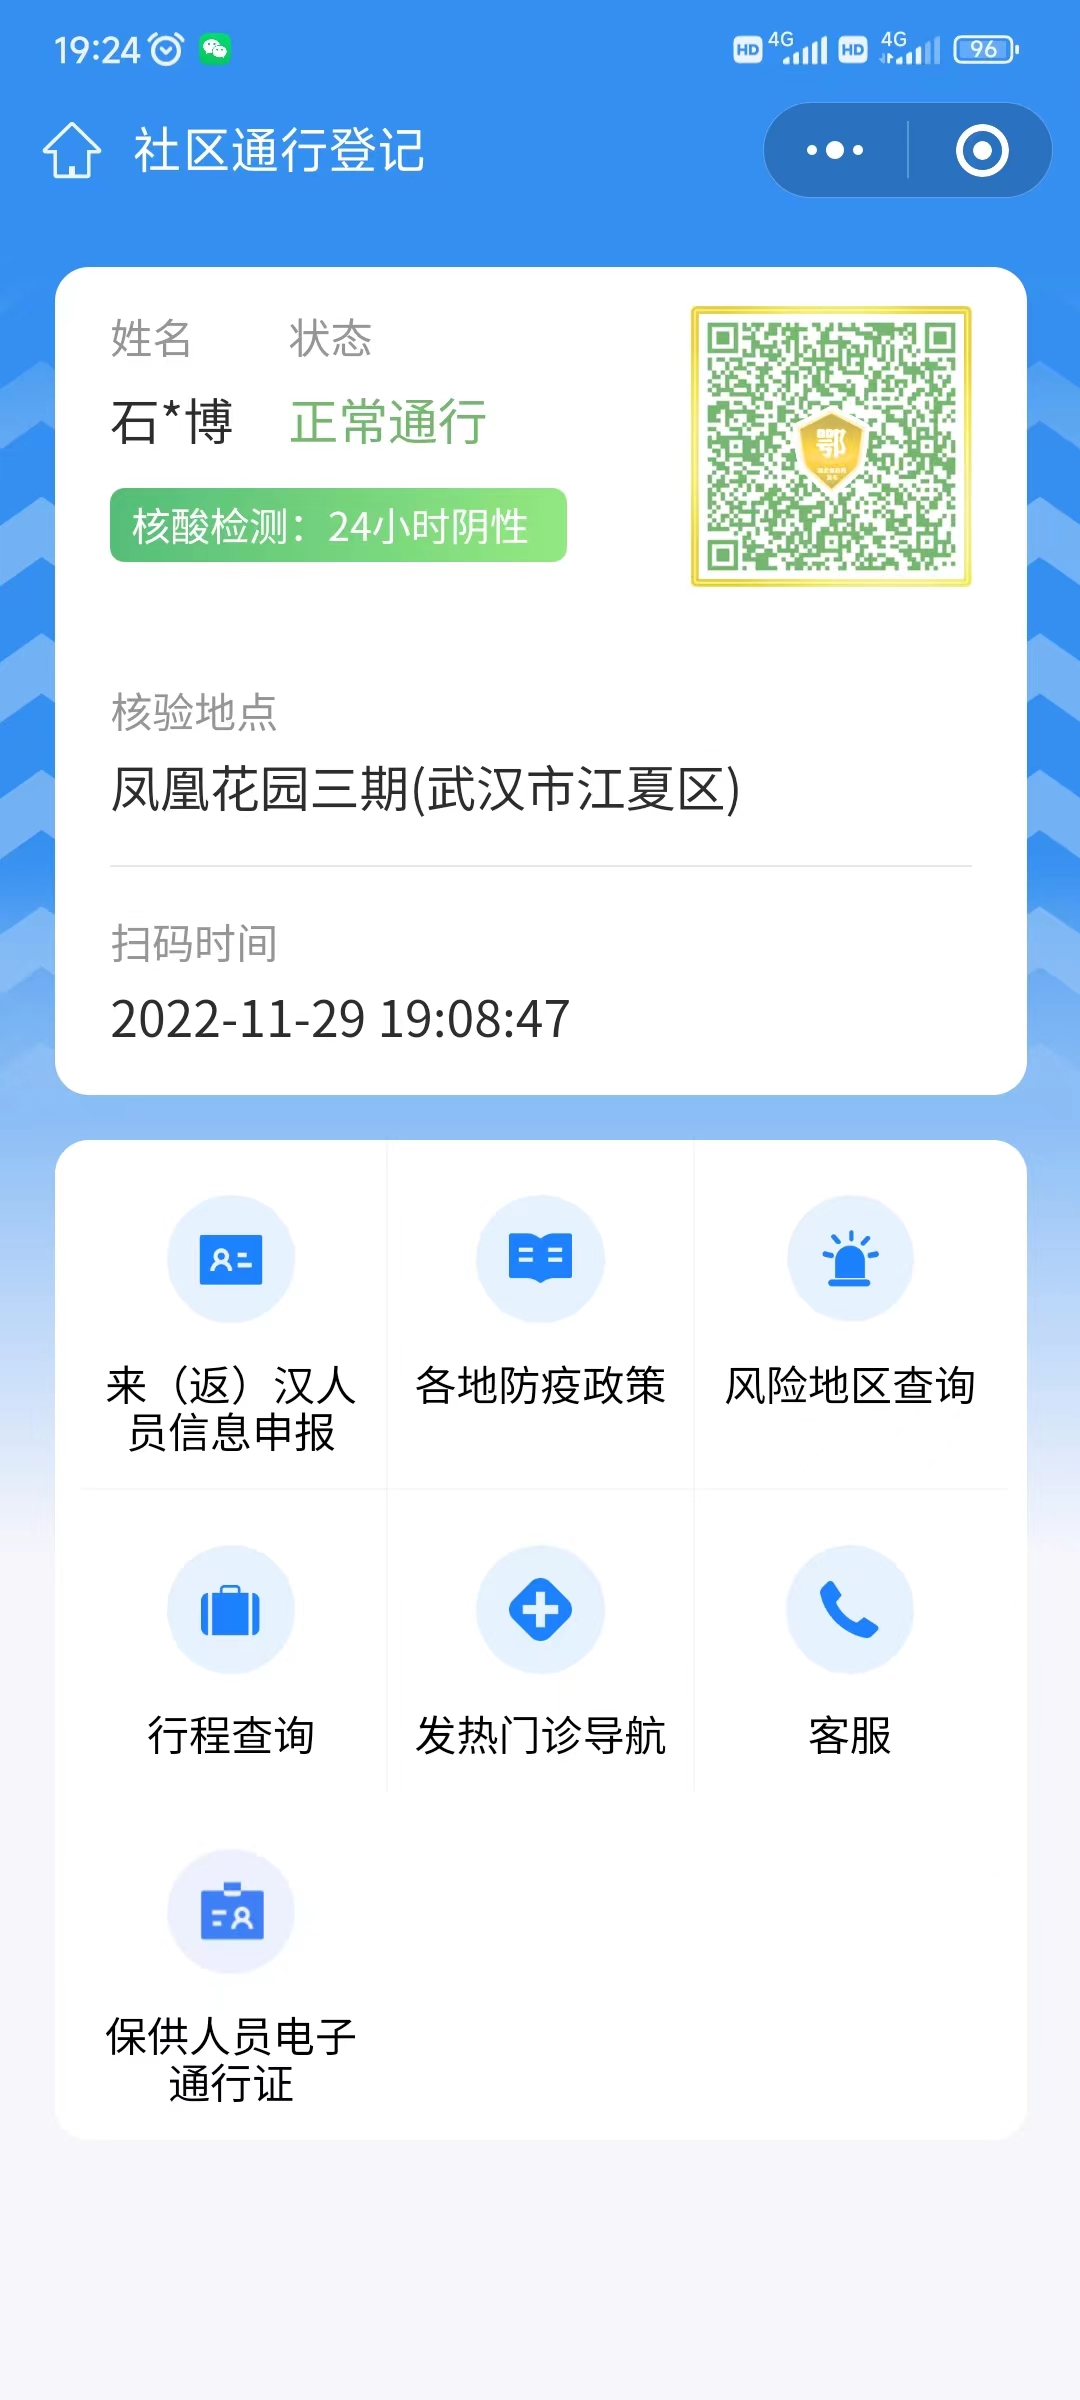 19:24
HD 4G HD 4G 96
社区通行登记
姓名 状态
石*博 正常通行
核酸检测：24小时阴性
鄂
核验地点
凤凰花园三期(武汉市江夏区)
扫码时间
2022-11-29 19:08:47
来（返）汉人
员信息申报
各地防疫政策
风险地区查询
行程查询
发热门诊导航
客服
保供人员电子
通行证